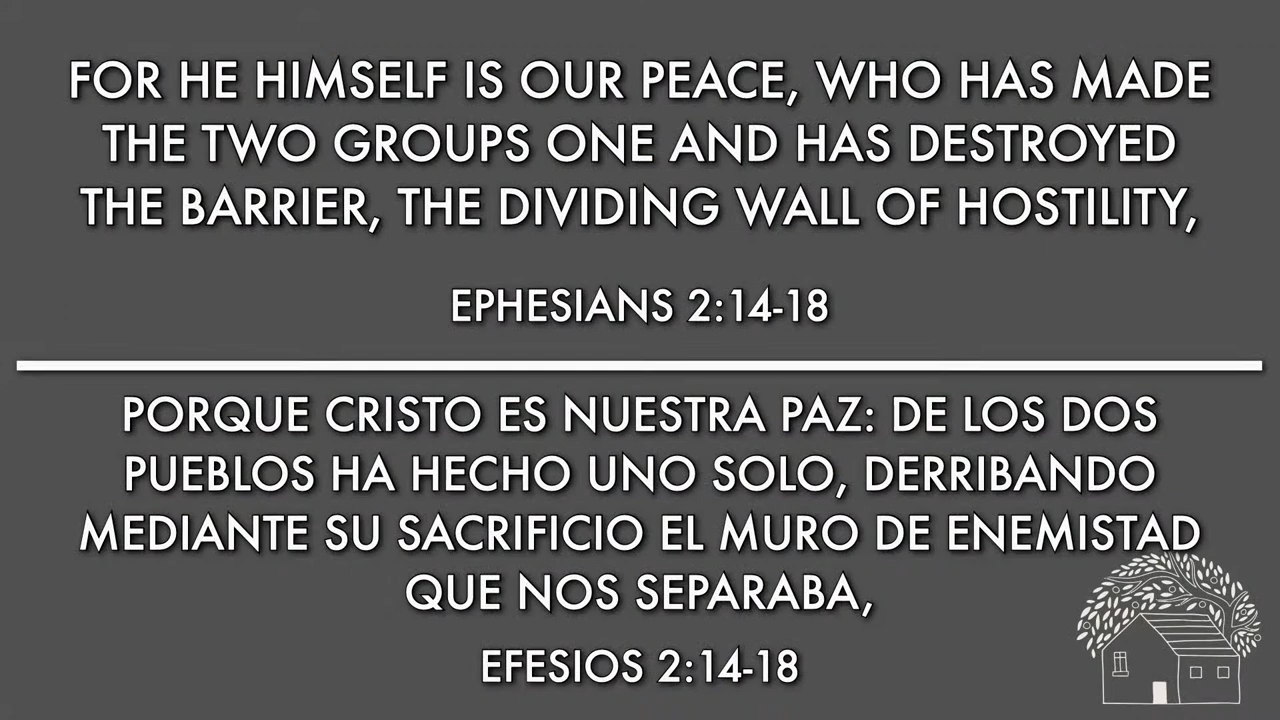 FOR HE HIMSELF IS OUR PEACE, WHO HAS MADE
THE TWO GROUPS ONE AND HAS DESTROYED
THE BARRIER, THE DIVIDING WALL OF HOSTILITY,
EPHESIANS 2:14-18
PORQUE CRISTO ES NUESTRA PAZ: DE LOS DOS
PUEBLOS HA HECHO UNO SOLO, DERRIBANDO
MEDIANTE SU SACRIFICIO EL MURO DE ENEMISTAD
QUE NOS SEPARABA,
EFESIOS 2:14-18